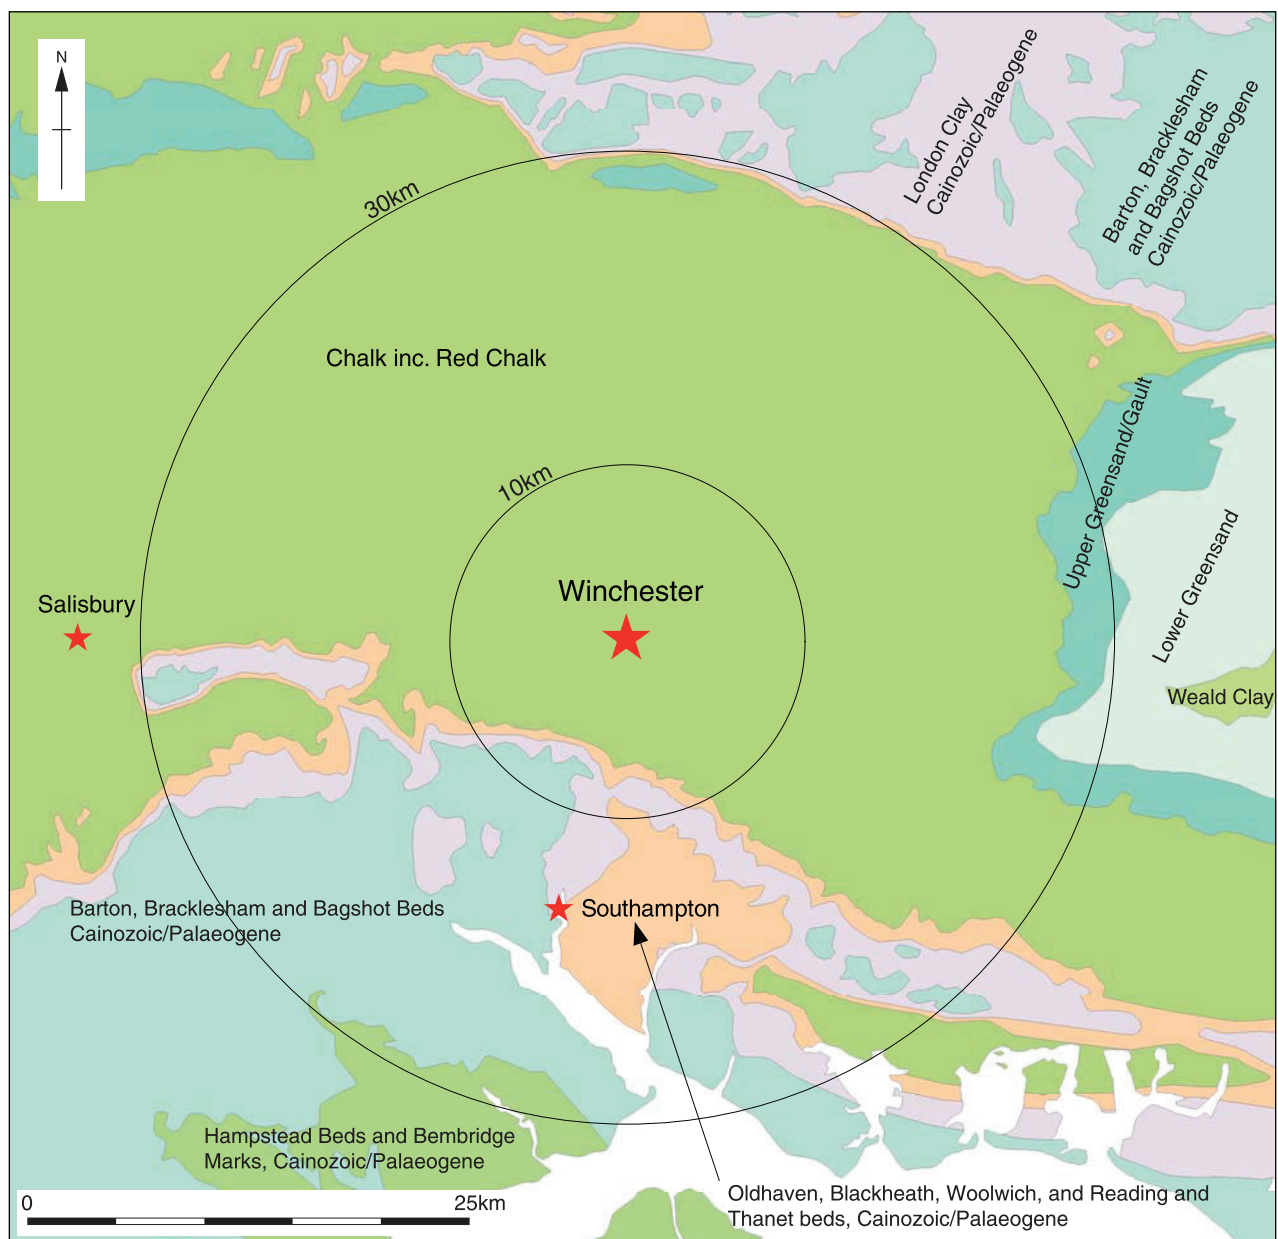 N
30km
London Clay
Cainozoic/Palaeogene
Barton, Bracklesham
and Bagshot Beds
Cainozoic/Palaeogene
Chalk inc. Red Chalk
10km
Upper Greensand/Gault
Lower Greensand
Winchester
Salisbury
Weald Clay
Barton, Bracklesham and Bagshot Beds
Cainozoic/Palaeogene
Southampton
Hampstead Beds and Bembridge
Marks, Cainozoic/Palaeogene
Oldhaven, Blackheath, Woolwich, and Reading and
Thanet beds, Cainozoic/Palaeogene
0 25km